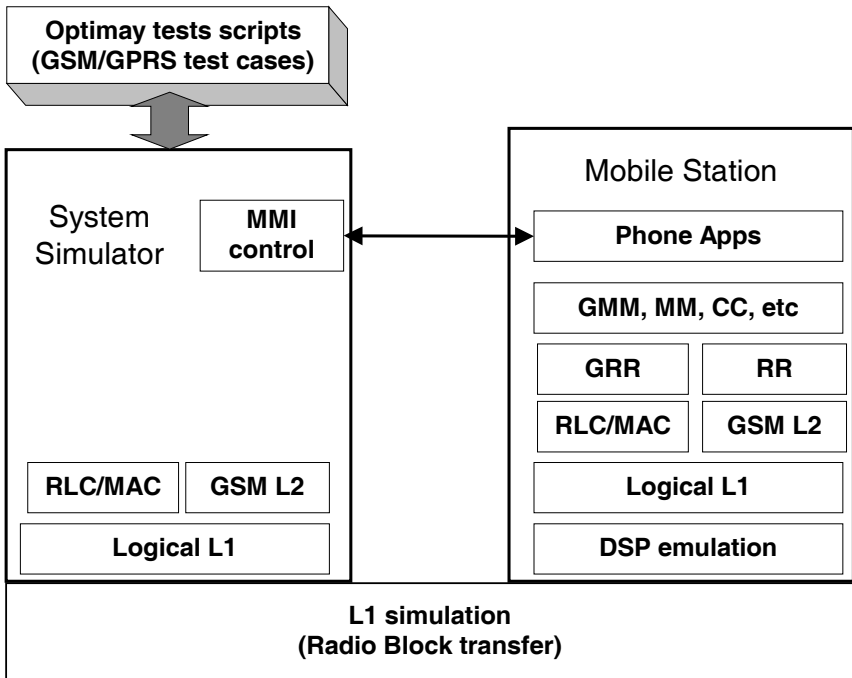 Optimay tests scripts
(GSM/GPRS test cases)
System
Simulator
MMI
control
RLC/MAC
GSM L2
Logical L1
Mobile Station
Phone Apps
GMM, MM, CC, etc
GRR
RR
RLC/MAC
GSM L2
Logical L1
DSP emulation
L1 simulation
(Radio Block transfer)